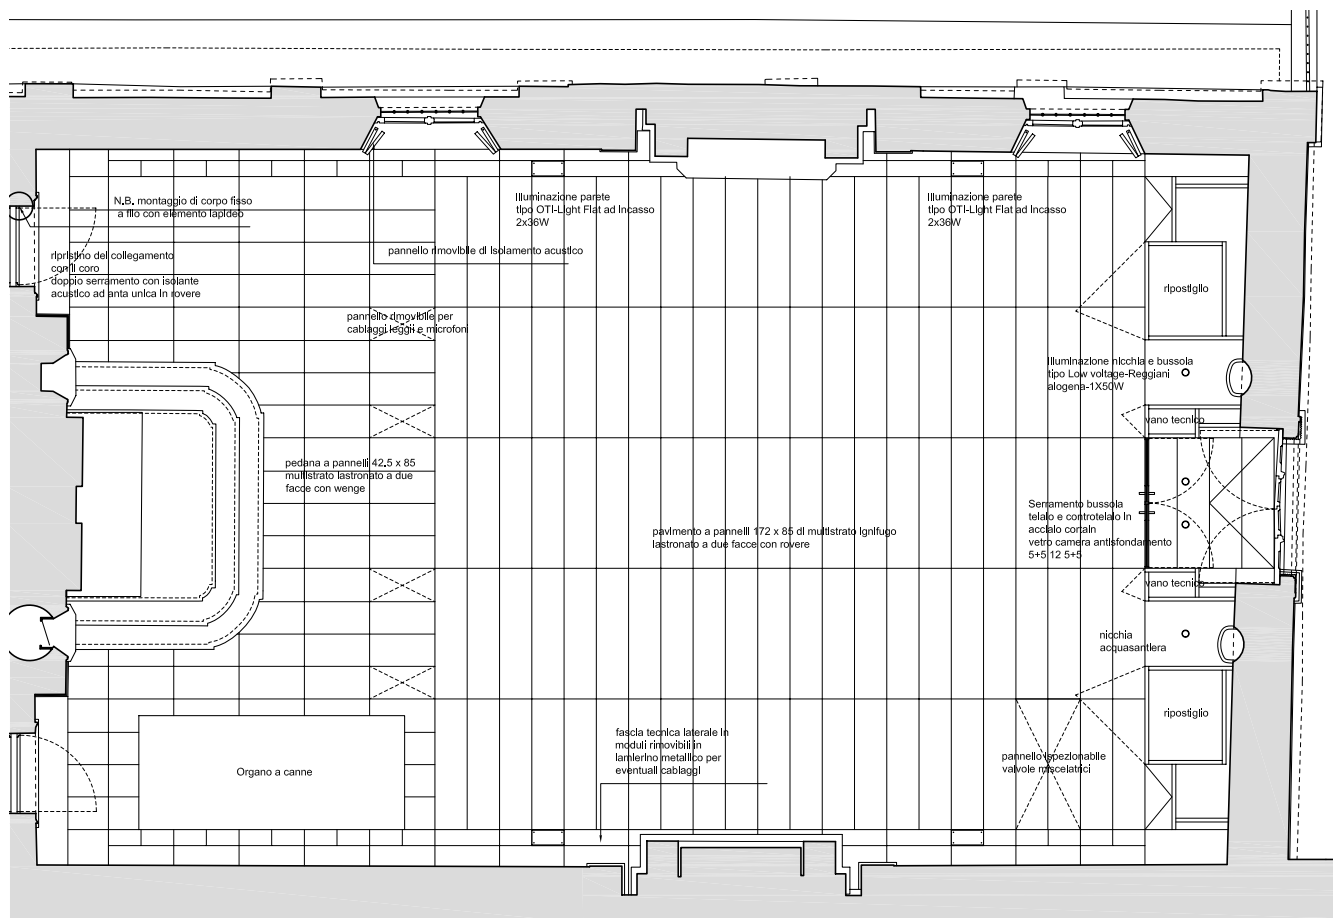 N.B. montaggio di corpo fisso
a filo con elemento lapideo
Illuminazione parete
tipo OTI-Light Flat ad incasso
2x36W
Illuminazione parete
tipo OTI-Light Flat ad incasso
2x36W
ripristino del collegamento
con il coro
doppio serramento con isolante
acustico ad anta unica in rovere
pannello rimovibile di isolamento acustico
ripostiglio
pannello rimovibile per
cablaggi leggii e microfoni
Illuminazione nicchia e bussola
tipo Low voltage-Reggiani
alogena-1X50W
vano tecnico
pedana a pannelli 42.5 x 85
multistrato lastronato a due
facce con wenge
Serramento bussola
telaio e controtelaio in
acciaio cortain
vetro camera antisfondamento
5+5 12 5+5
pavimento a pannelli 172 x 85 di multistrato ignifugo
lastronato a due facce con rovere
vano tecnico
nicchia
acquasantiera
ripostiglio
fascia tecnica laterale in
moduli rimovibili in
lamierino metallico per
eventuali cablaggi
pannello ispezionabile
valvole miscelatrici
Organo a canne